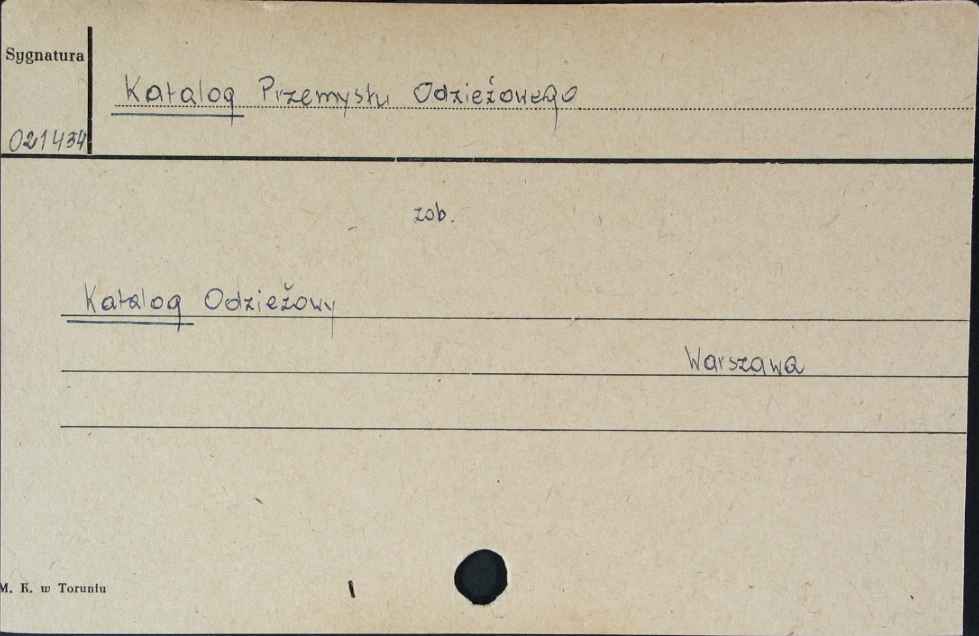 Sygnatura
Katalog Przemysłu Odzieżowego
021434
zob.
Katalog Odzieżowy
Warszawa
M. K. w Toruniu